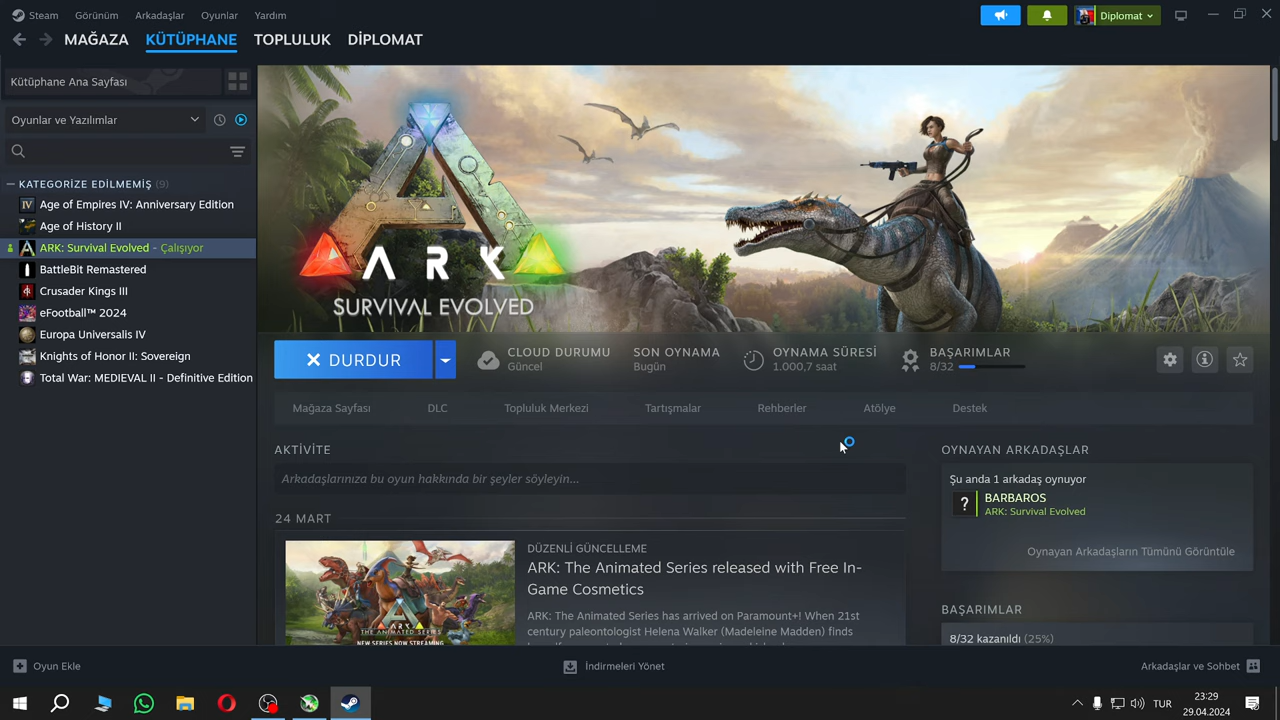 Steam Görünüm Arkadaşlar Oyunlar Yardım
Diplomat
MAĞAZA KÜTÜPHANE TOPLULUK DİPLOMAT
Kütüphane Ana Sayfası
Oyunlar ve Yazılımlar
KATEGORİZE EDİLMEMİŞ (9)
Age of Empires IV: Anniversary Edition
Age of History II
ARK: Survival Evolved - Çalışıyor
BattleBit Remastered
Crusader Kings III
eFootball™ 2024
Europa Universalis IV
Knights of Honor II: Sovereign
Total War: MEDIEVAL II - Definitive Edition
ARK
SURVIVAL EVOLVED
DURDUR
CLOUD DURUMU
Güncel
SON OYNAMA
Bugün
OYNAMA SÜRESİ
1.000,7 saat
BAŞARIMLAR
8/32
Mağaza Sayfası DLC Topluluk Merkezi Tartışmalar Rehberler Atölye Destek
AKTİVİTE
Arkadaşlarınıza bu oyun hakkında bir şeyler söyleyin...
24 MART
ARK
THE ANIMATED SERIES
NEW SERIES NOW STREAMING
DÜZENLİ GÜNCELLEME
ARK: The Animated Series released with Free In-
Game Cosmetics
ARK: The Animated Series has arrived on Paramount+! When 21st
century paleontologist Helena Walker (Madeleine Madden) finds
OYNAYAN ARKADAŞLAR
Şu anda 1 arkadaş oynuyor
?
BARBAROS
ARK: Survival Evolved
Oynayan Arkadaşların Tümünü Görüntüle
BAŞARIMLAR
8/32 kazanıldı (25%)
Oyun Ekle
İndirmeleri Yönet
Arkadaşlar ve Sohbet
TUR
23:29
29.04.2024